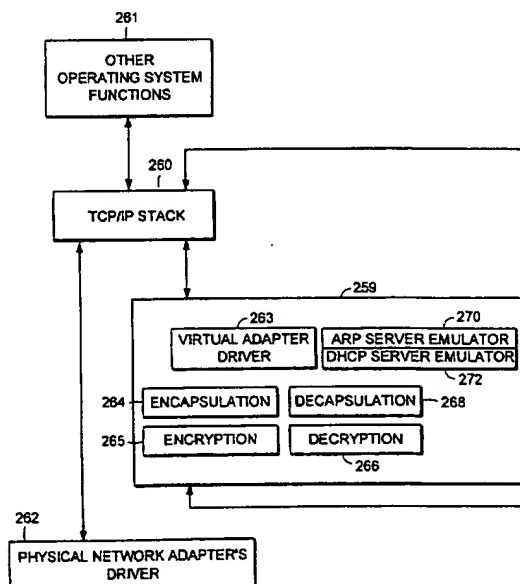 261
OTHER
OPERATING SYSTEM
FUNCTIONS
260
TCP/IP STACK
259
263
VIRTUAL ADAPTER
DRIVER
270
ARP SERVER EMULATOR
DHCP SERVER EMULATOR
272
264
ENCAPSULATION
DECAPSULATION
268
265
ENCRYPTION
DECRYPTION
266
262
PHYSICAL NETWORK ADAPTER'S
DRIVER